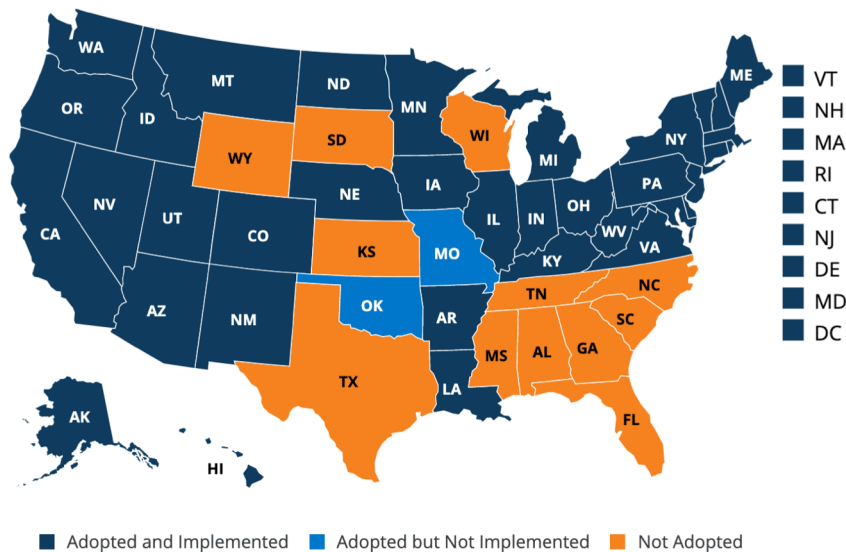 WA
MT
ND
MN
ME
OR
ID
WY
SD
WI
MI
NY
NV
UT
CO
NE
IA
IL
IN
OH
PA
CA
KS
MO
KY
WV
VA
AZ
NM
OK
AR
TN
NC
SC
TX
LA
MS
AL
GA
FL
AK
HI
VT
NH
MA
RI
CT
NJ
DE
MD
DC
Adopted and Implemented
Adopted but Not Implemented
Not Adopted